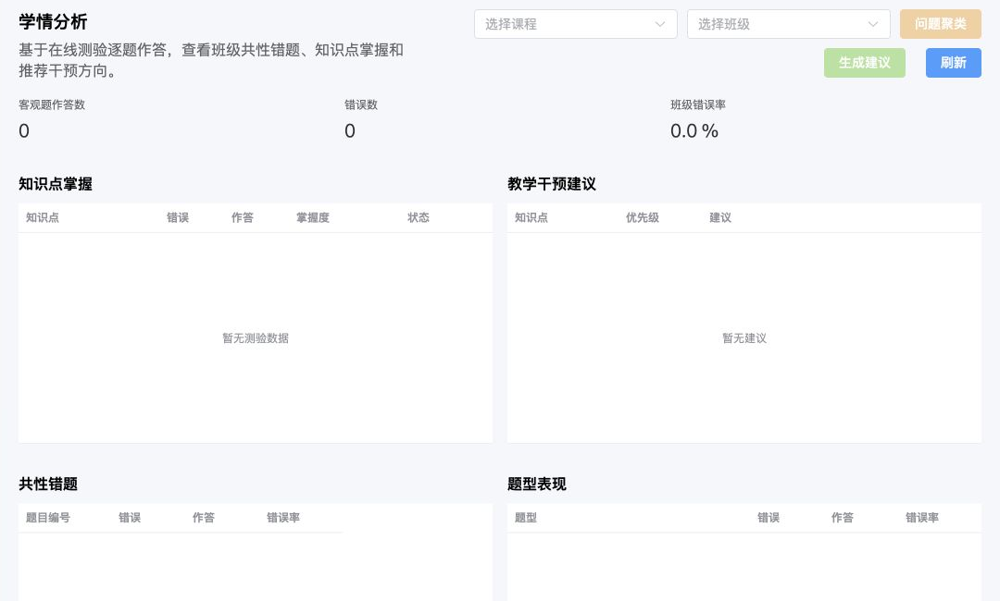 学情分析
基于在线测验逐题作答，查看班级共性错题、知识点掌握和
推荐干预方向。
选择课程
选择班级
问题聚类
生成建议
刷新
客观题作答数
错误数
班级错误率
0
0
0.0 %
知识点掌握
知识点 错误 作答 掌握度 状态
暂无测验数据
教学干预建议
知识点 优先级 建议
暂无建议
共性错题
题目编号 错误 作答 错误率
题型表现
题型 错误 作答 错误率